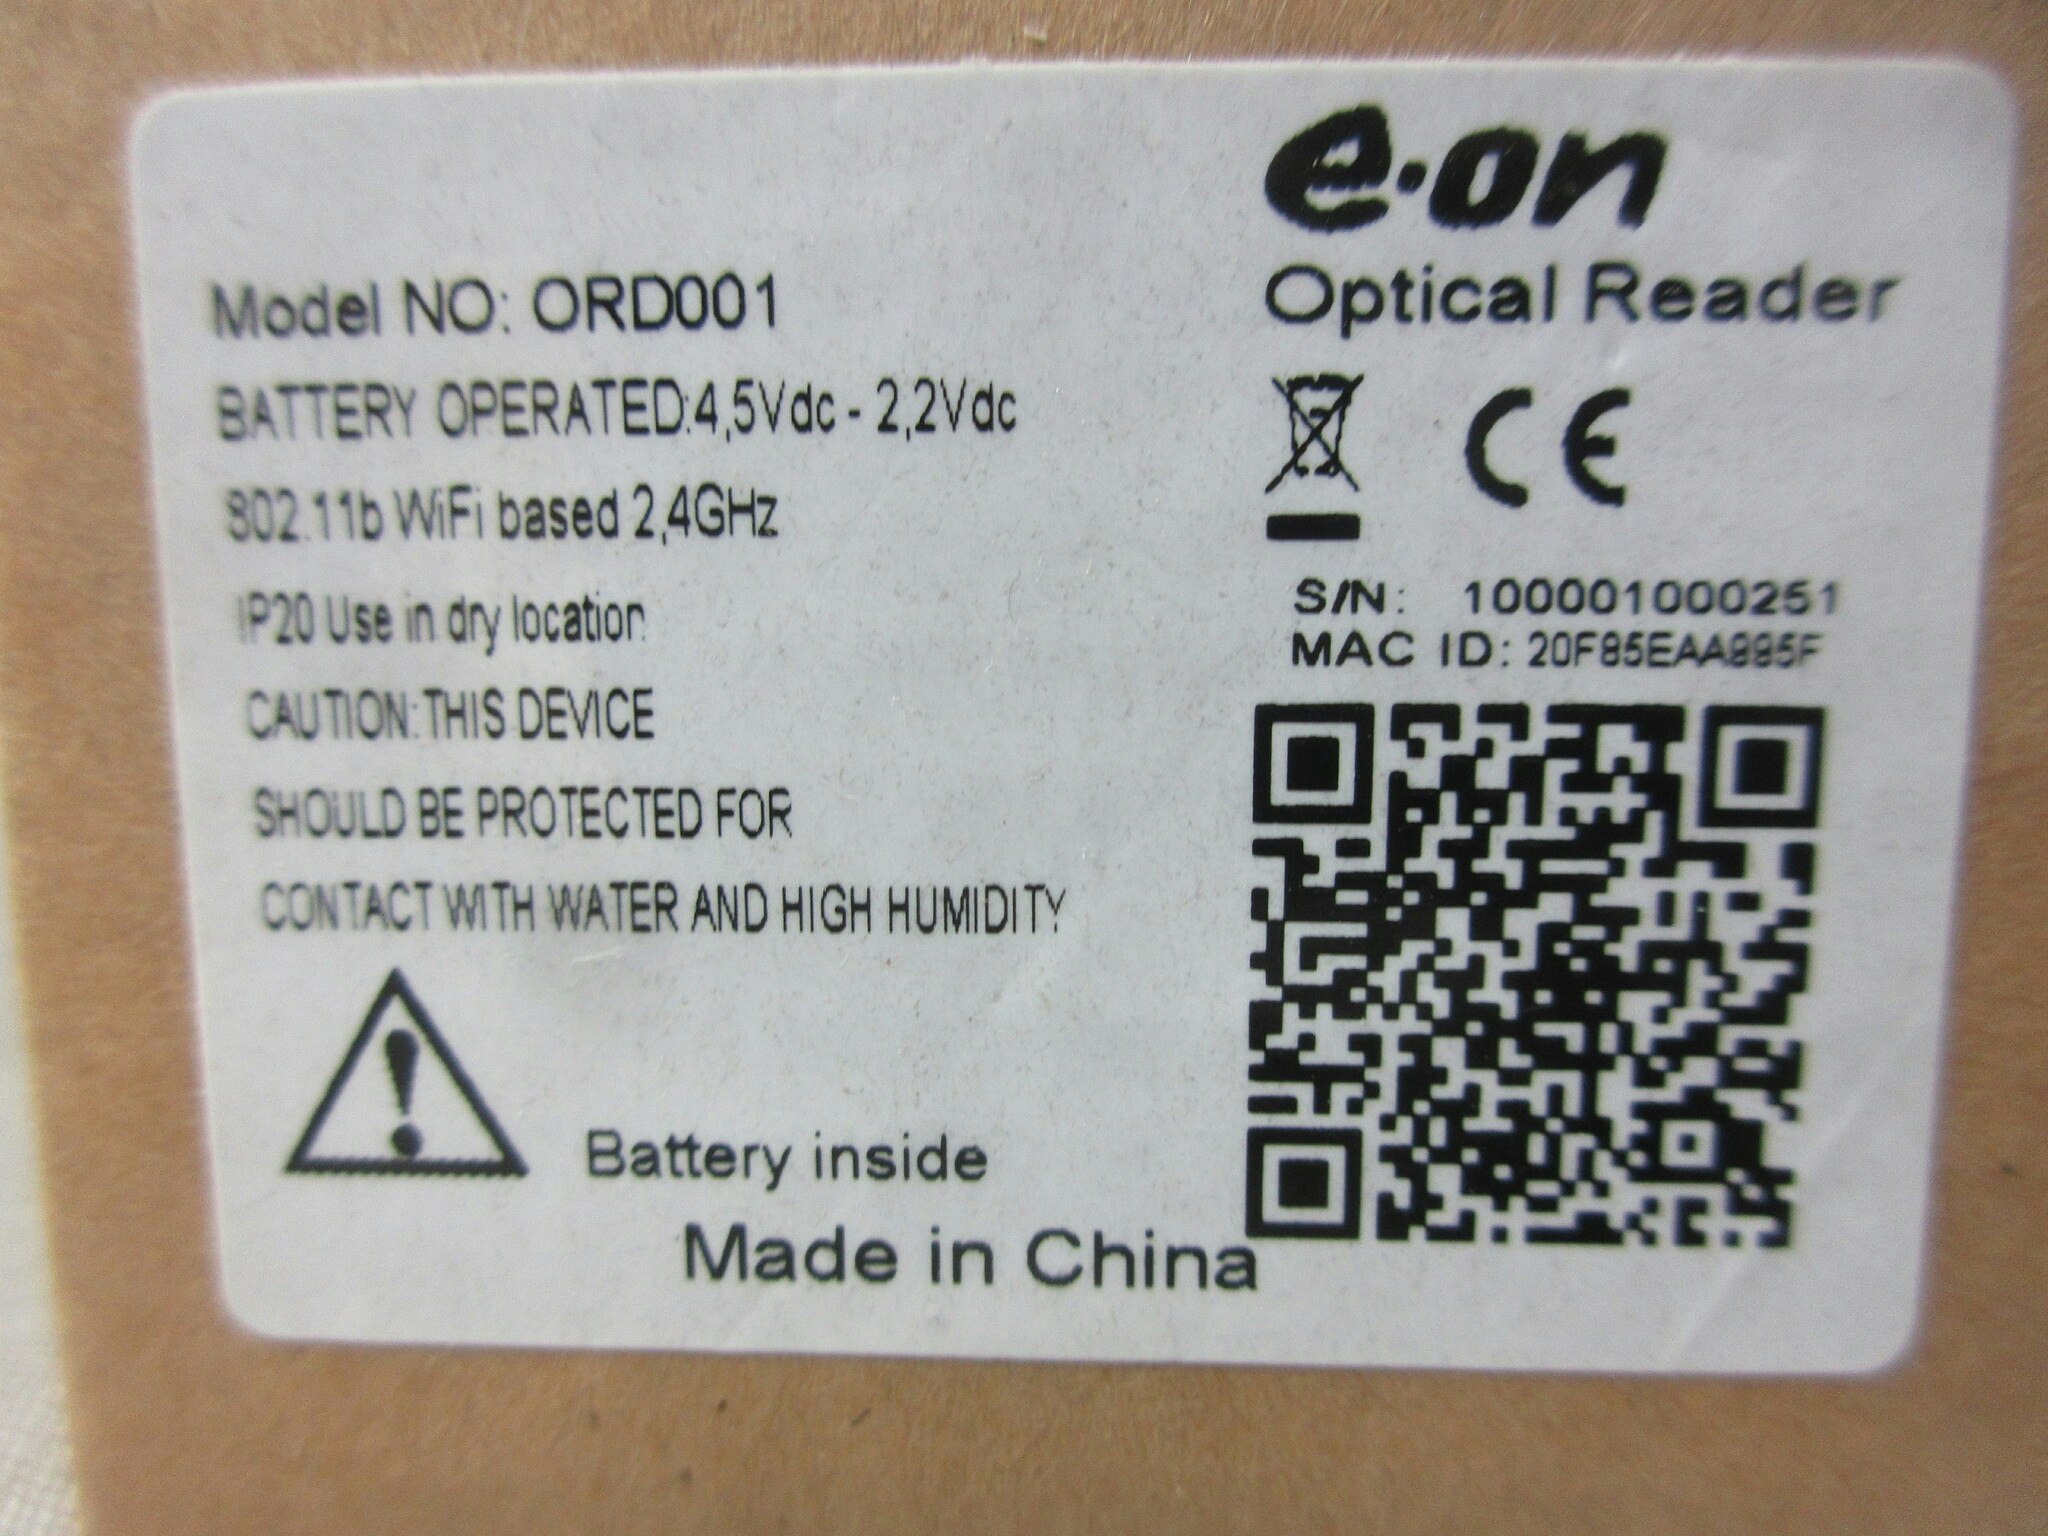 e·on
Optical Reader
Model NO: ORD001
BATTERY OPERATED:4,5Vdc - 2,2Vdc
802.11b WiFi based 2,4GHz
IP20 Use in dry location
CAUTION:THIS DEVICE
SHOULD BE PROTECTED FOR
CONTACT WITH WATER AND HIGH HUMIDITY
CE
S/N: 100001000251
MAC ID:
Battery inside
Made in China